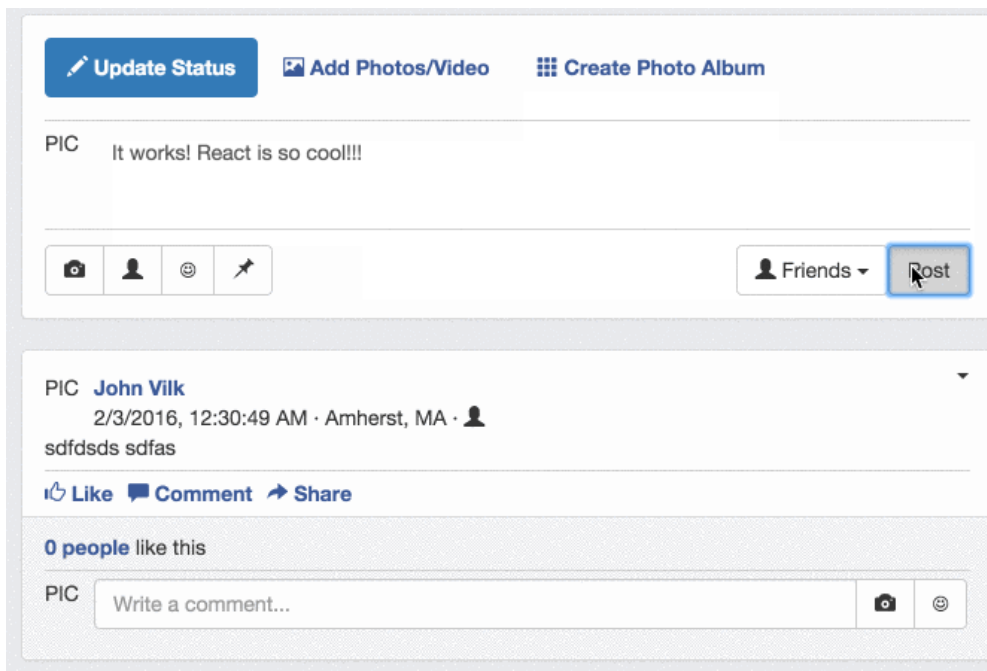 Update Status Add Photos/Video Create Photo Album
PIC It works! React is so cool!!!
Friends Post
PIC John Vilk
2/3/2016, 12:30:49 AM · Amherst, MA ·
sdfdsds sdfas
Like Comment Share
0 people like this
PIC Write a comment...